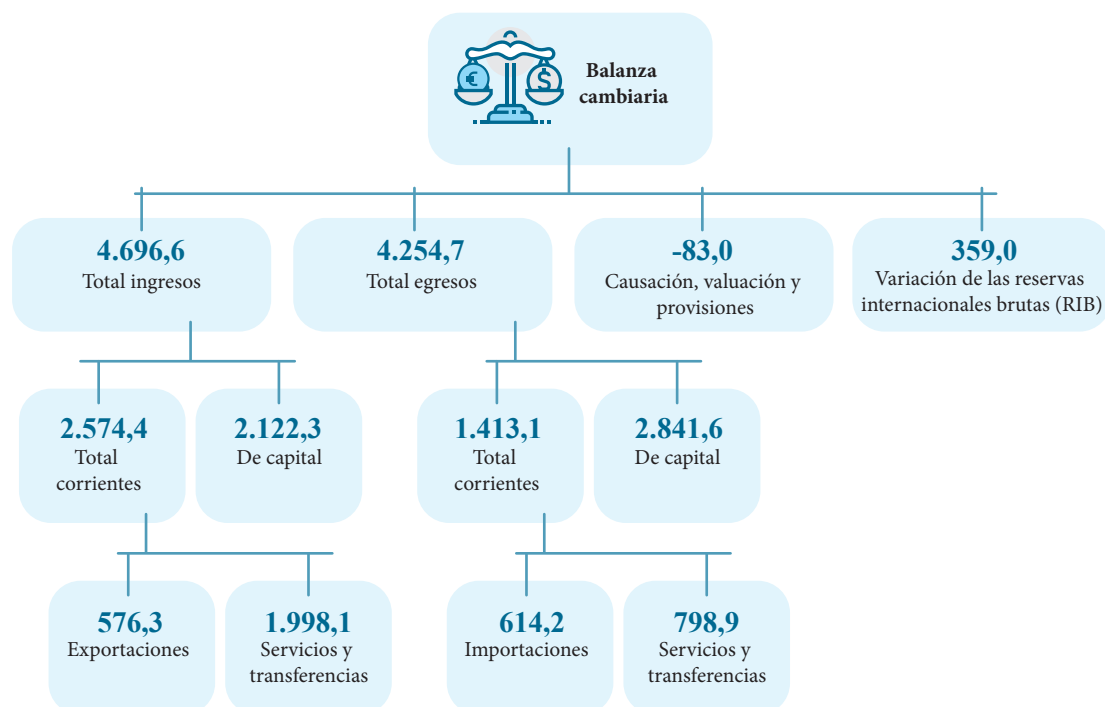 Balanza
cambiaria
4.696,6
Total ingresos
4.254,7
Total egresos
-83,0
Causación, valuación y
provisiones
359,0
Variación de las reservas
internacionales brutas (RIB)
2.574,4
Total
corrientes
2.122,3
De capital
1.413,1
Total
corrientes
2.841,6
De capital
576,3
Exportaciones
1.998,1
Servicios y
transferencias
614,2
Importaciones
798,9
Servicios y
transferencias